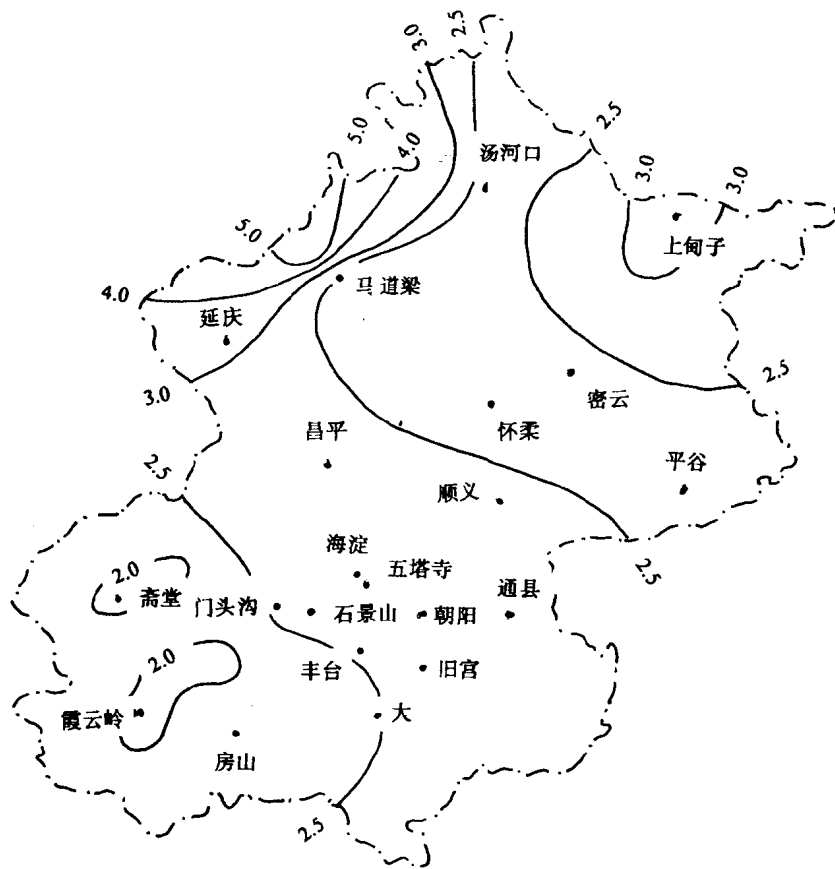 3.0
2.5
2.5
5.0
4.0
汤河口
3.0
3.0
上甸子
5.0
4.0
马道梁
延庆
3.0
密云
2.5
怀柔
昌平
平谷
2.5
顺义
海淀
五塔寺
2.5
2.0
斋堂
门头沟
石景山
朝阳
通县
2.0
丰台
旧宫
霞云岭
大
房山
2.5